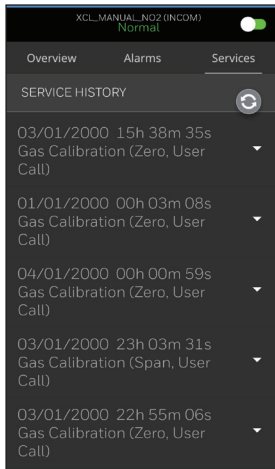 XCL_MANUAL_NO2 (INCOM)
Normal
Overview Alarms Services
SERVICE HISTORY
03/01/2000 15h 38m 35s
Gas Calibration (Zero, User
Call)
01/01/2000 00h 03m 08s
Gas Calibration (Zero, User
Call)
04/01/2000 00h 00m 59s
Gas Calibration (Zero, User
Call)
03/01/2000 23h 03m 31s
Gas Calibration (Span, User
Call)
03/01/2000 22h 55m 06s
Gas Calibration (Zero, User
Call)